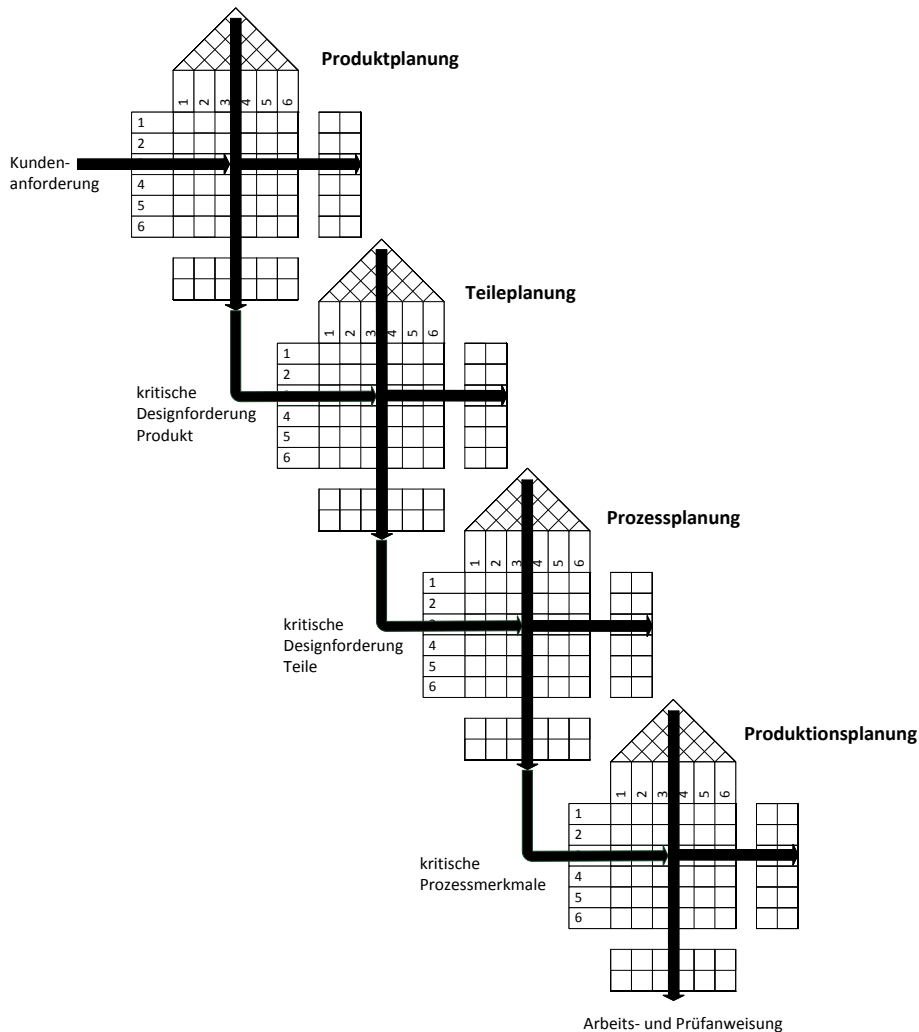 Produktplanung
1 2 3 4 5 6
1
2
Kunden-
anforderung
4
5
6
Teileplanung
1 2 3 4 5 6
1
2
kritische
Designforderung
Produkt
4
5
6
Prozessplanung
1 2 3 4 5 6
1
2
kritische
Designforderung
Teile
4
5
6
Produktionsplanung
1 2 3 4 5 6
1
2
kritische
Prozessmerkmale
4
5
6
Arbeits- und Prüfanweisung